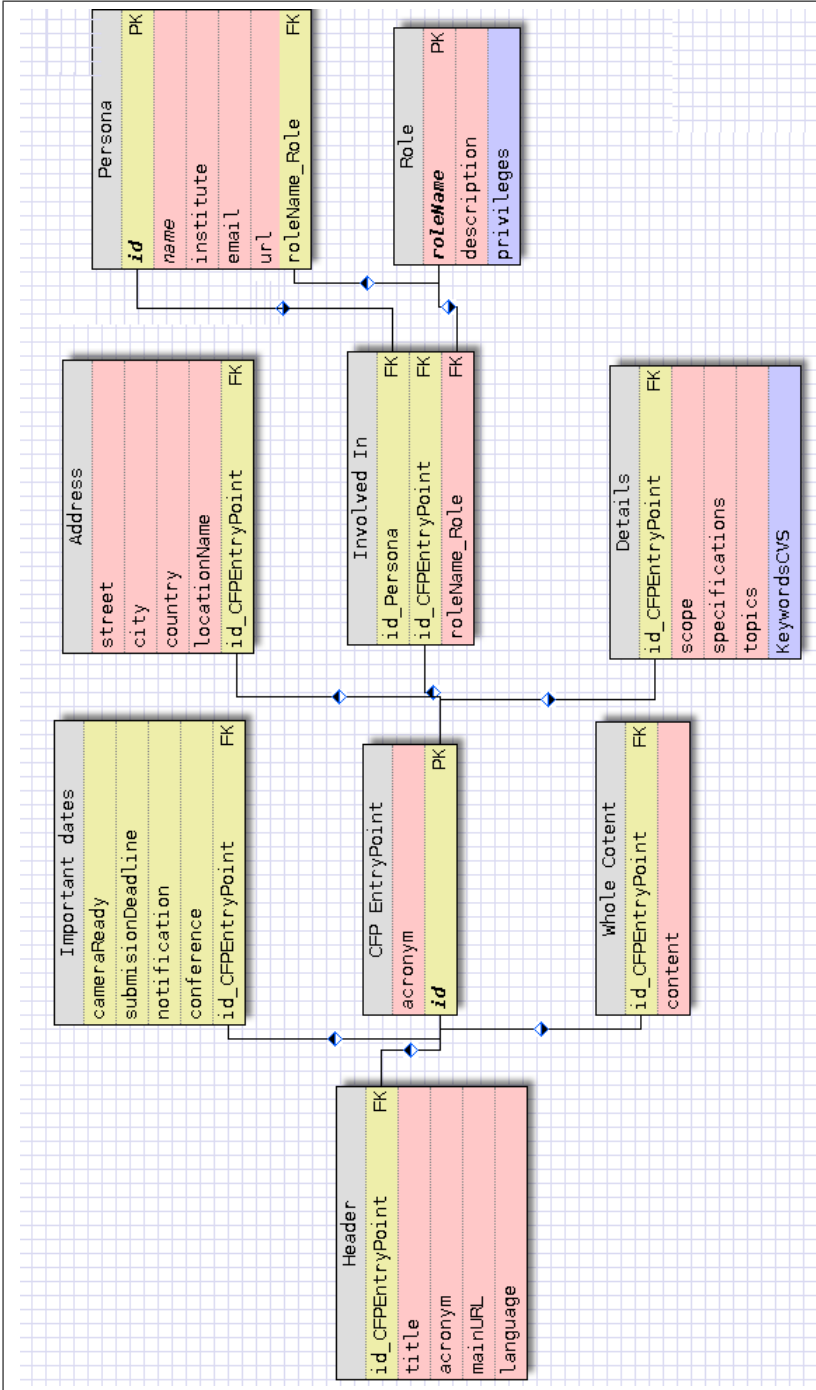 Header
id_CFPEntryPoint FK
title
acronym
mainURL
language
Important dates
cameraReady
submisionDeadline
notification
conference
id_CFPEntryPoint FK
CFP EntryPoint
acronym
id PK
Whole Cotent
id_CFPEntryPoint FK
content
Address
street
city
country
locationName
id_CFPEntryPoint FK
Involved In
id_Persona FK
id_CFPEntryPoint FK
roleName_Role FK
Details
id_CFPEntryPoint FK
scope
specifications
topics
KeywordsCVS
Persona
id PK
name
institute
email
url
roleName_Role FK
Role
roleName PK
description
privileges